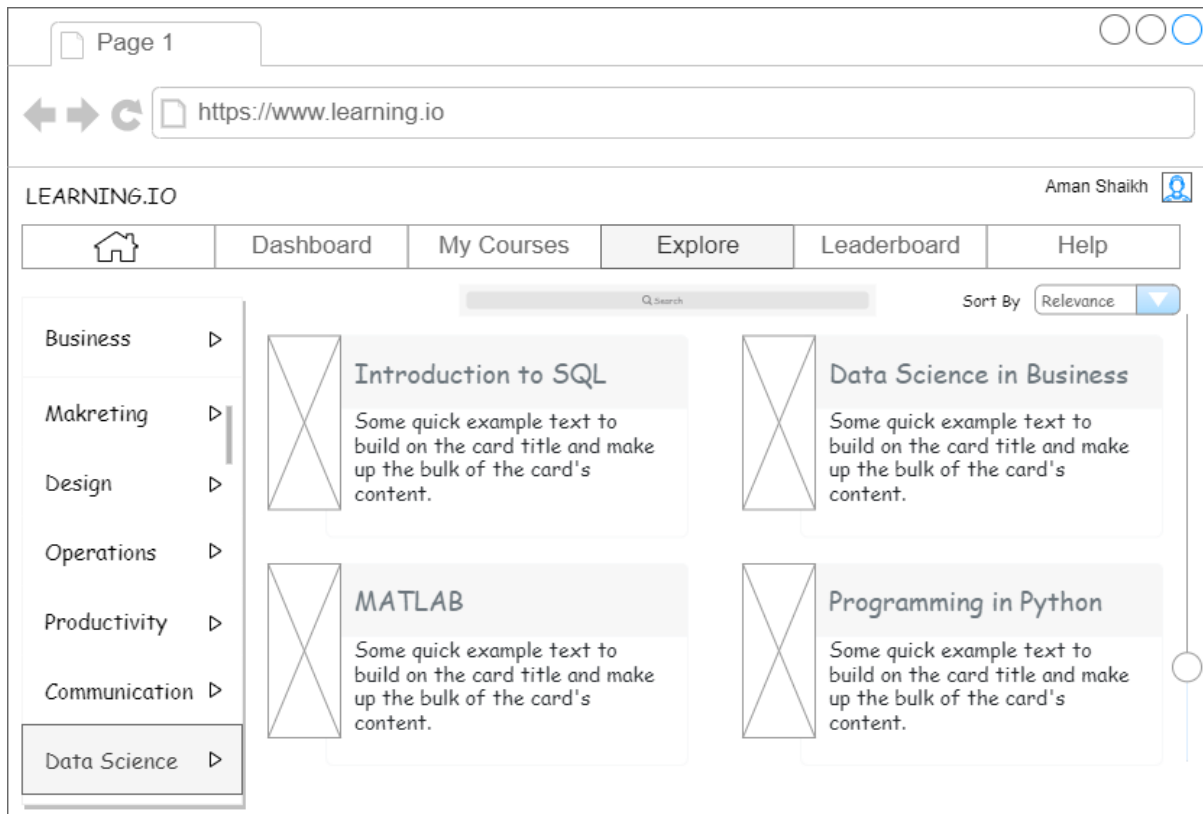 Page 1
https://www.learning.io
Aman Shaikh
LEARNING.IO
Dashboard
My Courses
Explore
Leaderboard
Help
Search
Sort By
Relevance
Business
Makreting
Design
Operations
Productivity
Communication
Data Science
Introduction to SQL
Some quick example text to
build on the card title and make
up the bulk of the card's
content.
Data Science in Business
Some quick example text to
build on the card title and make
up the bulk of the card's
content.
MATLAB
Some quick example text to
build on the card title and make
up the bulk of the card's
content.
Programming in Python
Some quick example text to
build on the card title and make
up the bulk of the card's
content.